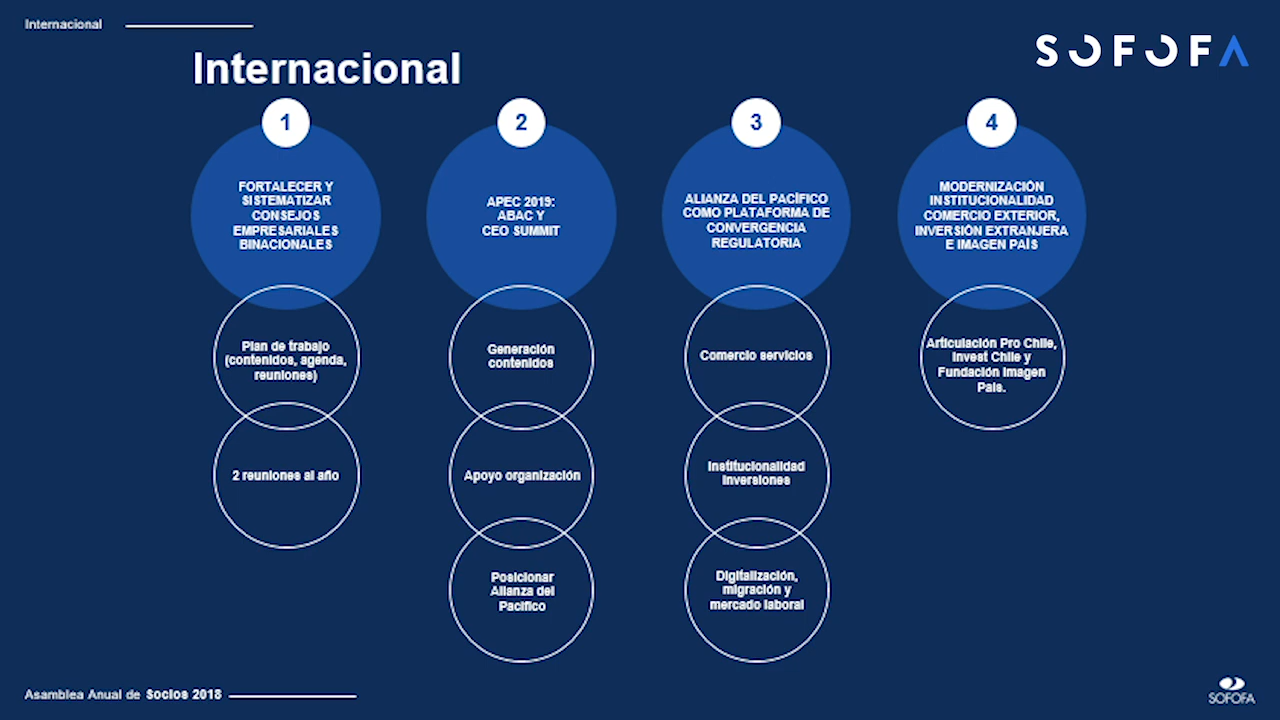 Internacional
SOFOFA
Internacional
1
FORTALECER Y
SISTEMATIZAR
CONSEJOS
EMPRESARIALES
BINACIONALES
Plan de trabajo
(contenidos, agenda,
reuniones)
2 reuniones al año
2
APEC 2019:
ABAC Y
CEO SUMMIT
Generación
contenidos
Apoyo organización
Posicionar
Alianza del
Pacífico
3
ALIANZA DEL PACÍFICO
COMO PLATAFORMA DE
CONVERGENCIA
REGULATORIA
Comercio servicios
Institucionalidad
inversiones
Digitalización,
migración y
mercado laboral
4
MODERNIZACIÓN
INSTITUCIONALIDAD
COMERCIO EXTERIOR,
INVERSIÓN EXTRANJERA
E IMAGEN PAÍS
Articulación Pro Chile,
Invest Chile y
Fundación Imagen
País.
Asamblea Anual de Socios 2018
SOFOFA